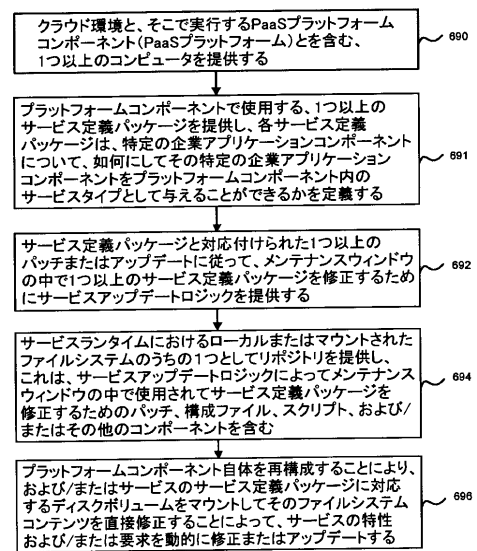 クラウド環境と、そこで実行するPaaSプラットフォーム
コンポーネント(PaaSプラットフォーム)とを含む、
1つ以上のコンピュータを提供する
690
プラットフォームコンポーネントで使用する、1つ以上の
サービス定義パッケージを提供し、各サービス定義
パッケージは、特定の企業アプリケーションコンポーネント
について、如何にしてその特定の企業アプリケーション
コンポーネントをプラットフォームコンポーネント内の
サービスタイプとして与えることができるかを定義する
691
サービス定義パッケージと対応付けられた1つ以上の
パッチまたはアップデートに従って、メンテナンスウィンドウ
の中で1つ以上のサービス定義パッケージを修正するため
にサービスアップデートロジックを提供する
692
サービスランタイムにおけるローカルまたはマウントされた
ファイルシステムのうちの1つとしてリポジトリを提供し、
これは、サービスアップデートロジックによってメンテナンス
ウィンドウの中で使用されてサービス定義パッケージを
修正するためのパッチ、構成ファイル、スクリプト、および/
またはその他のコンポーネントを含む
694
プラットフォームコンポーネント自体を再構成することにより、
および/またはサービスのサービス定義パッケージに対応
するディスクボリュームをマウントしてそのファイルシステム
コンテンツを直接修正することによって、サービスの特性
および/または要求を動的に修正またはアップデートする
696